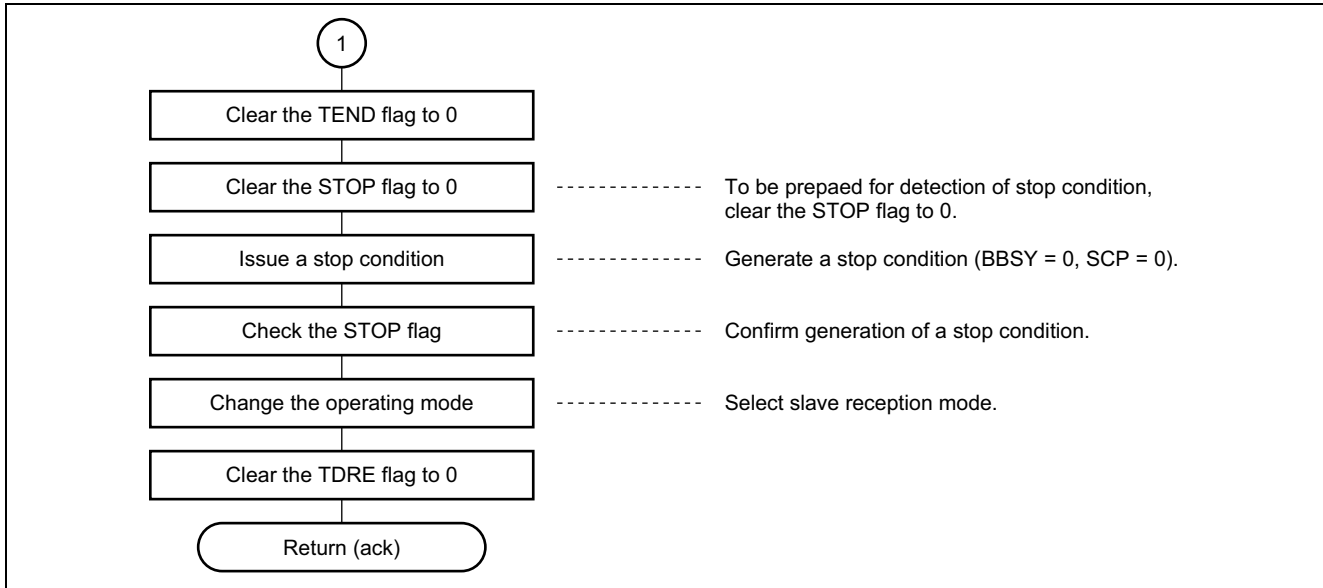 1
Clear the TEND flag to 0
Clear the STOP flag to 0
To be prepaed for detection of stop condition,
clear the STOP flag to 0.
Issue a stop condition
Generate a stop condition (BBSY = 0, SCP = 0).
Check the STOP flag
Confirm generation of a stop condition.
Change the operating mode
Select slave reception mode.
Clear the TDRE flag to 0
Return (ack)